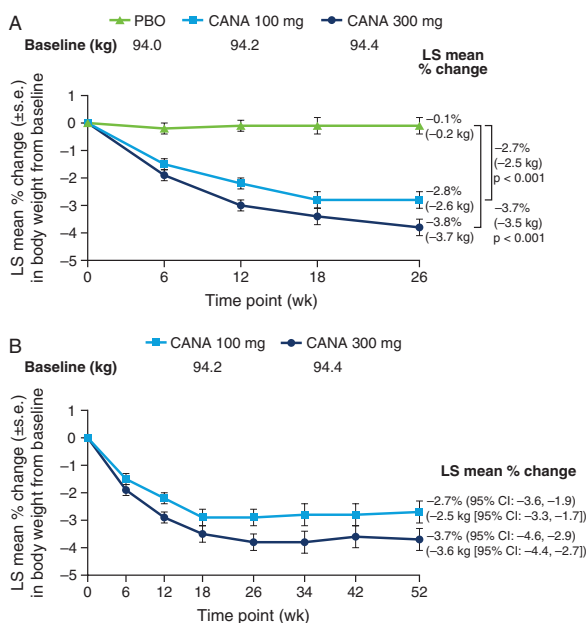 A
PBO CANA 100 mg CANA 300 mg
Baseline (kg) 94.0 94.2 94.4
LS mean
% change
LS mean % change (±s.e.)
in body weight from baseline
1
0
−1
−2
−3
−4
−5
0 6 12 18 26
Time point (wk)
−0.1%
(−0.2 kg)
−2.8%
(−2.6 kg)
−3.8%
(−3.7 kg)
−2.7%
(−2.5 kg)
p < 0.001
−3.7%
(−3.5 kg)
p < 0.001
B
CANA 100 mg CANA 300 mg
Baseline (kg) 94.2 94.4
LS mean % change (±s.e.)
in body weight from baseline
1
0
−1
−2
−3
−4
−5
0 6 12 18 26 34 42 52
Time point (wk)
LS mean % change
−2.7% (95% CI: −3.6, −1.9)
(−2.5 kg [95% CI: −3.3, −1.7])
−3.7% (95% CI: −4.6, −2.9)
(−3.6 kg [95% CI: −4.4, −2.7])